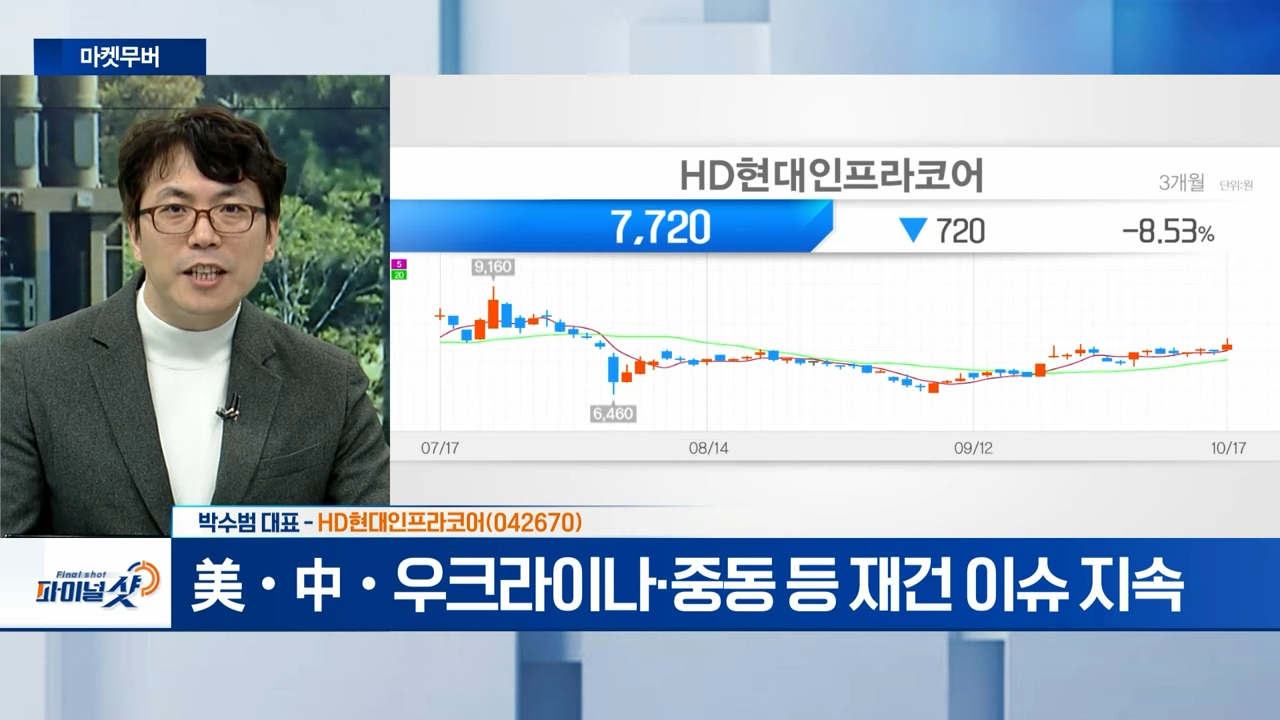 마켓무버
HD현대인프라코어
3개월 단위:원
7,720 ▼ 720 -8.53%
5
20
9,160
6,460
07/17 08/14 09/12 10/17
박수범 대표 - HD현대인프라코어(042670)
Final shot
파이널샷
美·中·우크라이나·중동 등 재건 이슈 지속